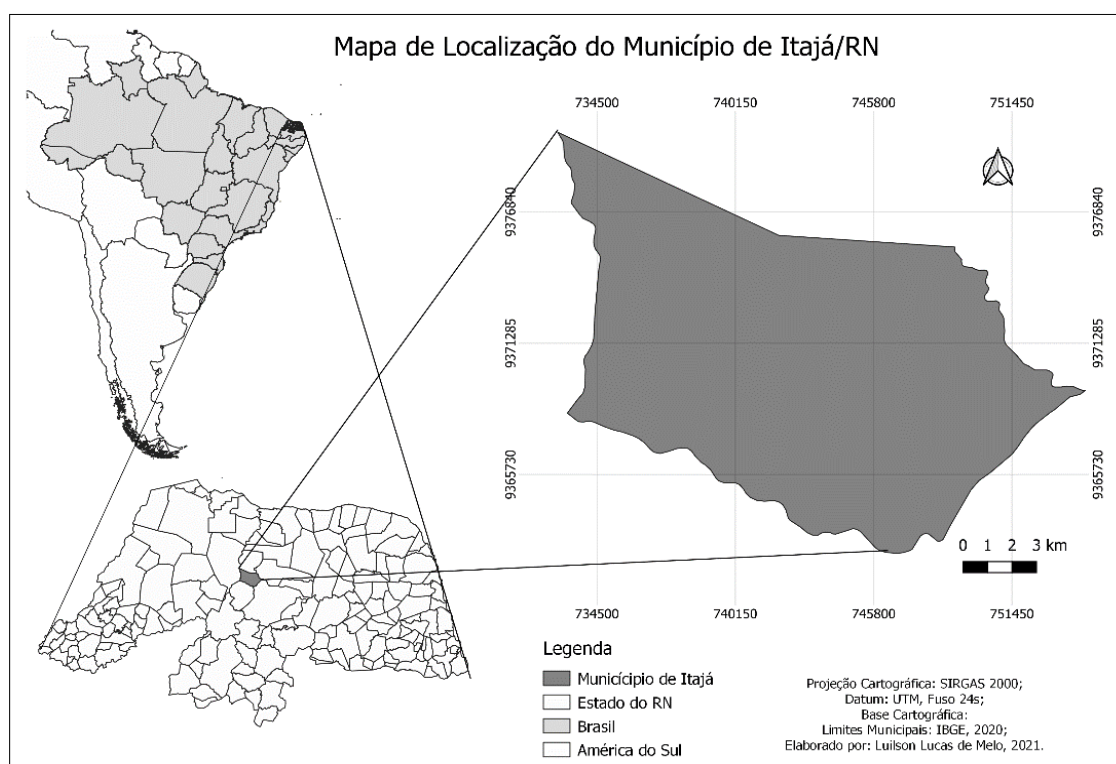 Mapa de Localização do Município de Itajá/RN
734500 740150 745800 751450
9376840 9376840
9371285 9371285
9365730 9365730
0 1 2 3 km
734500 740150 745800 751450
Legenda
Municícipio de Itajá
Estado do RN
Brasil
América do Sul
Projeção Cartográfica: SIRGAS 2000;
Datum: UTM, Fuso 24s;
Base Cartográfica:
Limites Municipais: IBGE, 2020;
Elaborado por: Luilson Lucas de Melo, 2021.